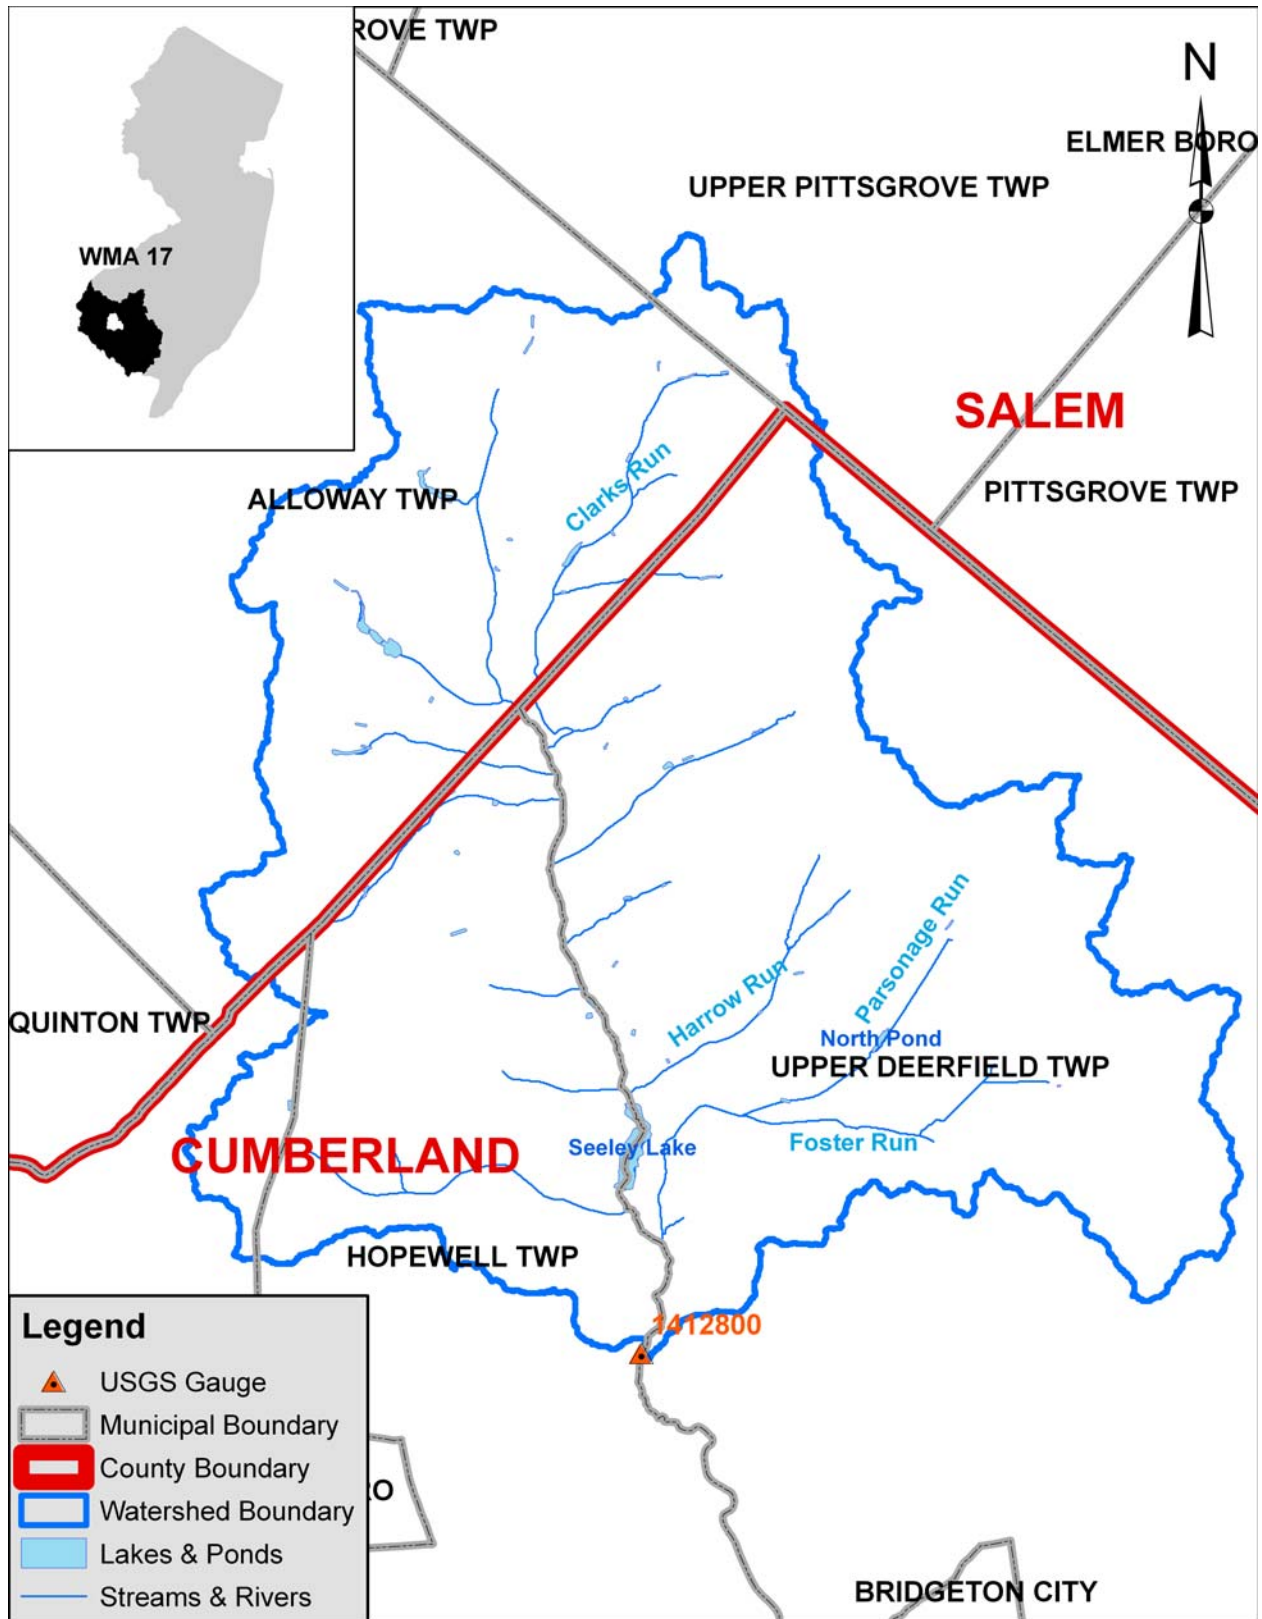 ROVE TWP
N
ELMER BORO
UPPER PITTSGROVE TWP
WMA 17
SALEM
Clarks Run
ALLOWAY TWP
PITTSGROVE TWP
Parsonage Run
Harrow Run
QUINTON TWP
North Pond
UPPER DEERFIELD TWP
Foster Run
Seeley Lake
CUMBERLAND
HOPEWELL TWP
1412800
Legend
USGS Gauge
Municipal Boundary
County Boundary
Watershed Boundary
Lakes & Ponds
Streams & Rivers
RO
BRIDGETON CITY